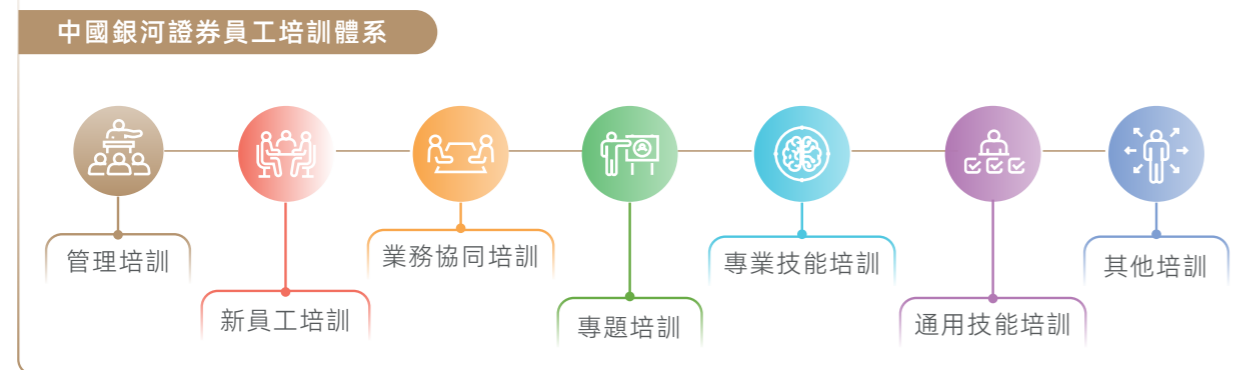 中國銀河證券員工培訓體系
管理培訓
新員工培訓
業務協同培訓
專題培訓
專業技能培訓
通用技能培訓
其他培訓